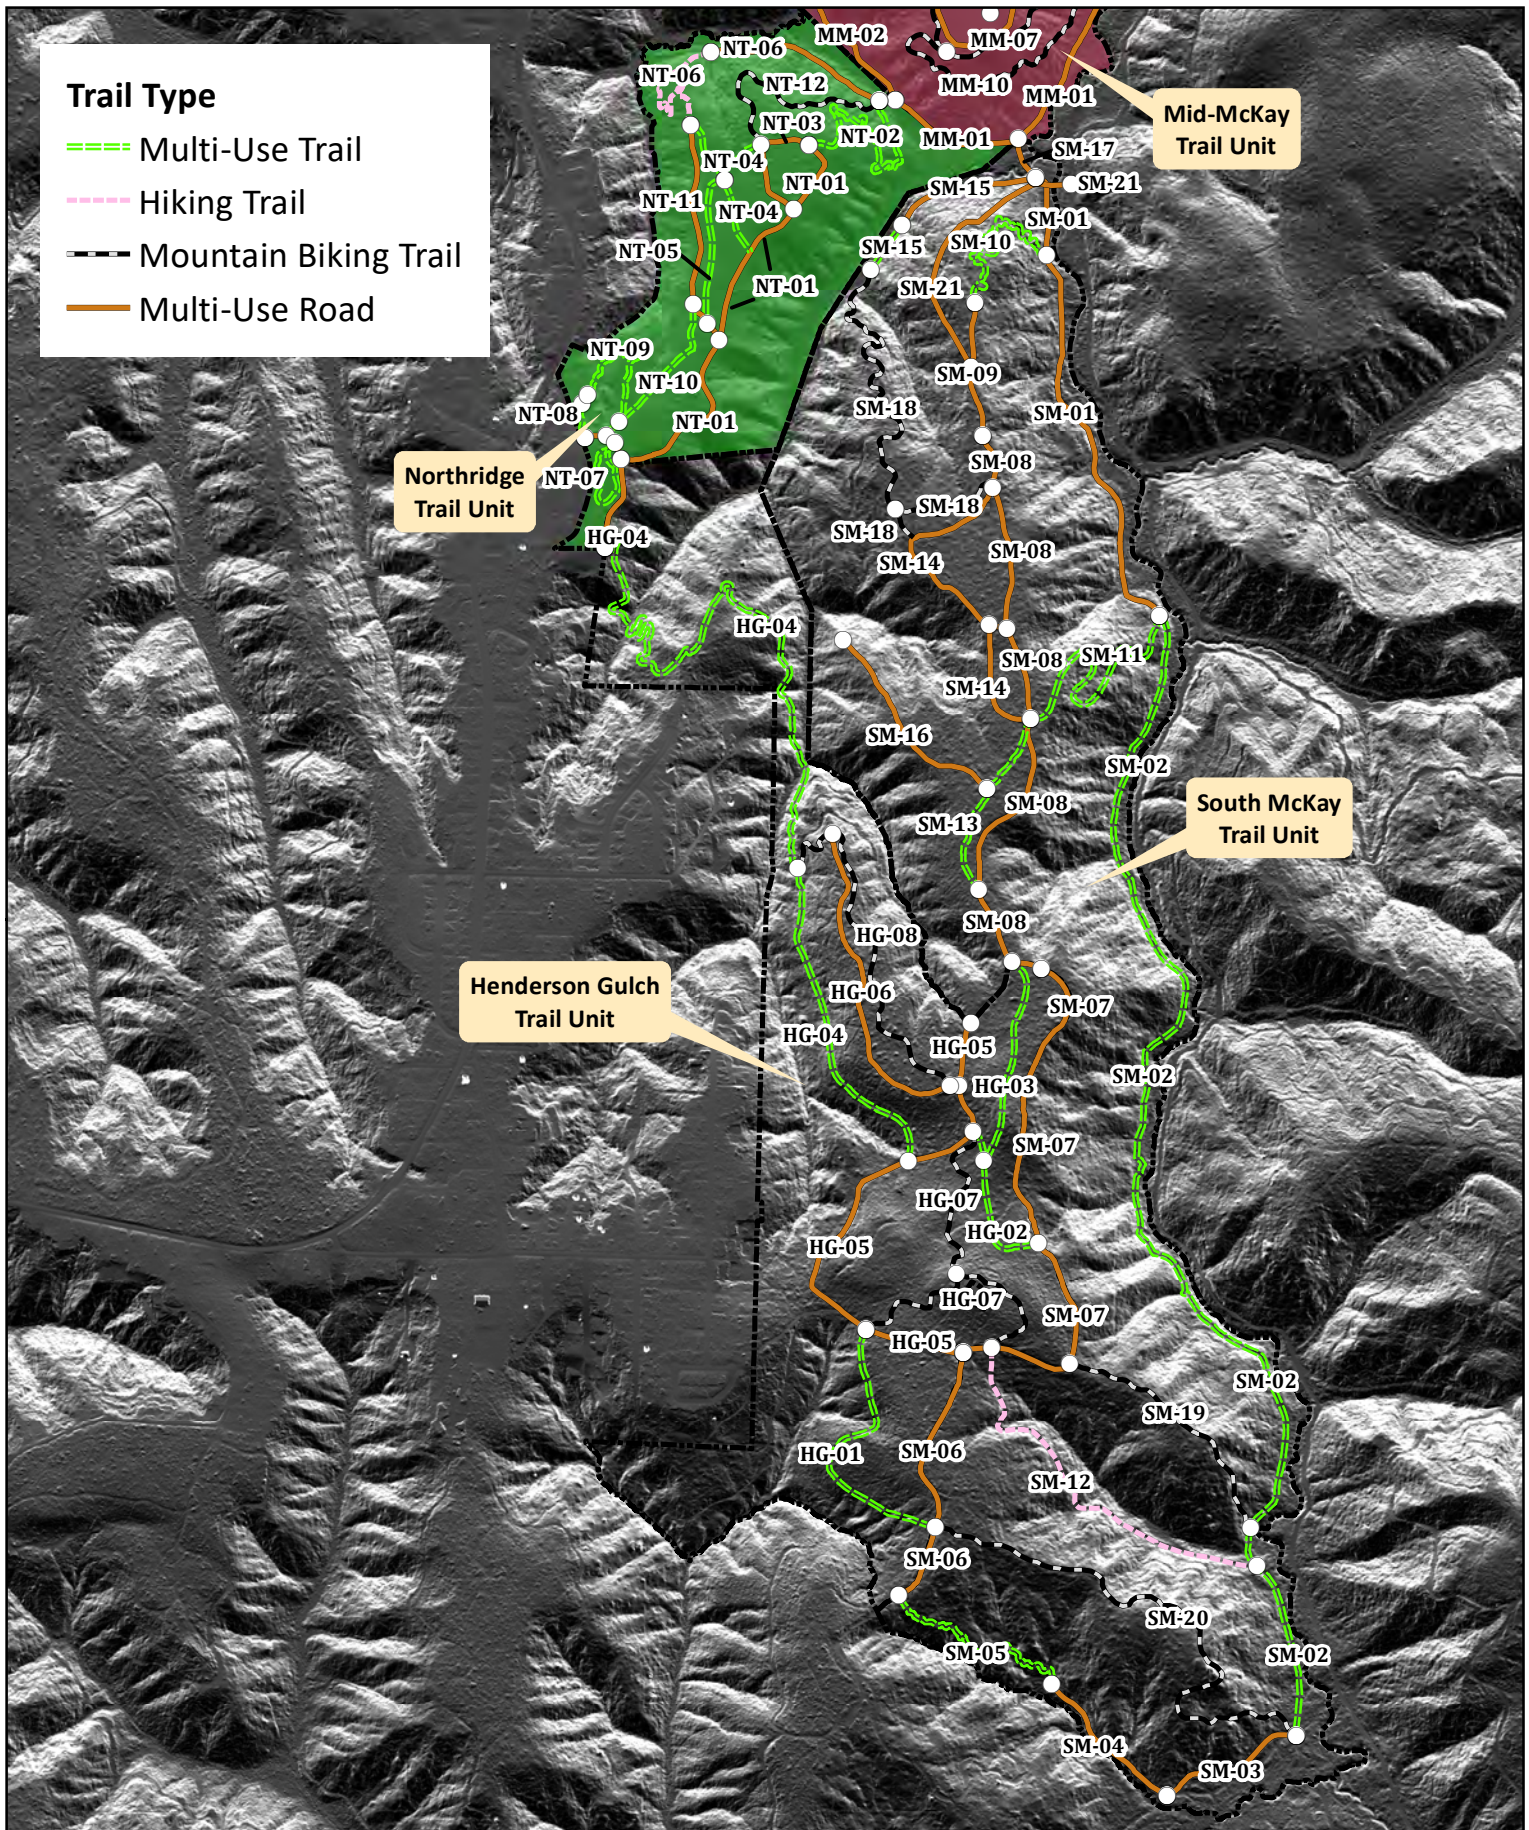 Trail Type
Multi-Use Trail
Hiking Trail
Mountain Biking Trail
Multi-Use Road
MM-02
NT-06
MM-07
NT-06
NT-12
MM-10
MM-01
Mid-McKay
Trail Unit
NT-03
NT-02
MM-01
SM-17
NT-04
NT-01
SM-15
SM-21
NT-11
NT-04
SM-01
SM-15
SM-10
NT-05
NT-01
SM-21
NT-09
NT-10
SM-09
NT-08
SM-18
SM-01
NT-01
Northridge
Trail Unit
NT-07
SM-08
SM-18
HG-04
SM-18
SM-08
SM-14
HG-04
SM-08
SM-11
SM-14
SM-16
SM-02
SM-08
South McKay
Trail Unit
SM-13
SM-08
HG-08
Henderson Gulch
Trail Unit
HG-06
SM-07
HG-04
HG-05
SM-02
HG-03
SM-07
HG-07
HG-02
HG-05
HG-07
SM-07
HG-05
SM-02
SM-19
HG-01
SM-06
SM-12
SM-06
SM-20
SM-05
SM-02
SM-04
SM-03